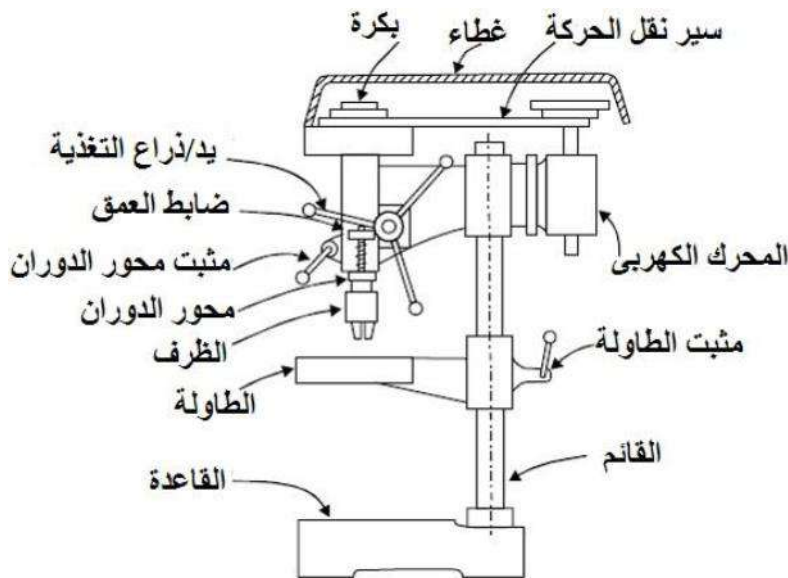 سير نقل الحركة
غطاء
بكرة
يد/ذراع التغذية
ضابط العمق
مثبت محور الدوران
المحرك الكهربى
محور الدوران
الظرف
مثبت الطاولة
الطاولة
القائم
القاعدة